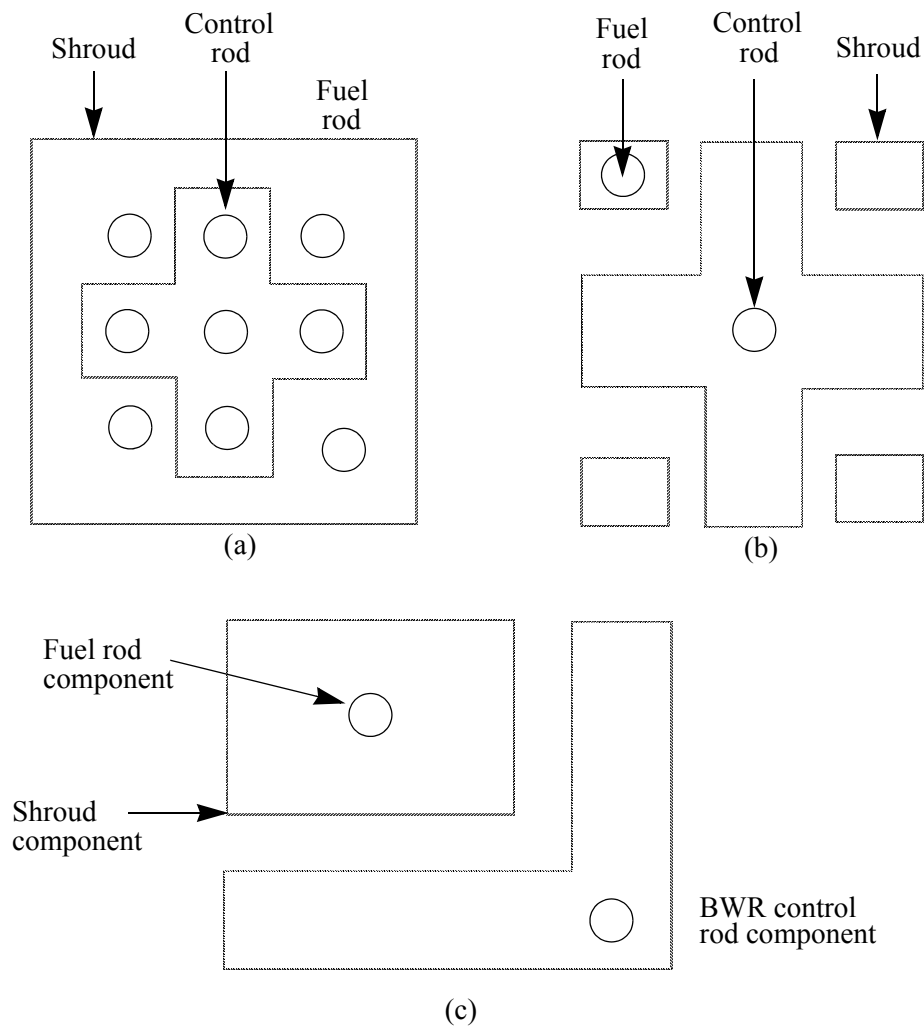 Control
rod
Shroud
Fuel
rod
(a)
Fuel
rod
Control
rod
Shroud
(b)
Fuel rod
component
Shroud
component
BWR control
rod component
(c)